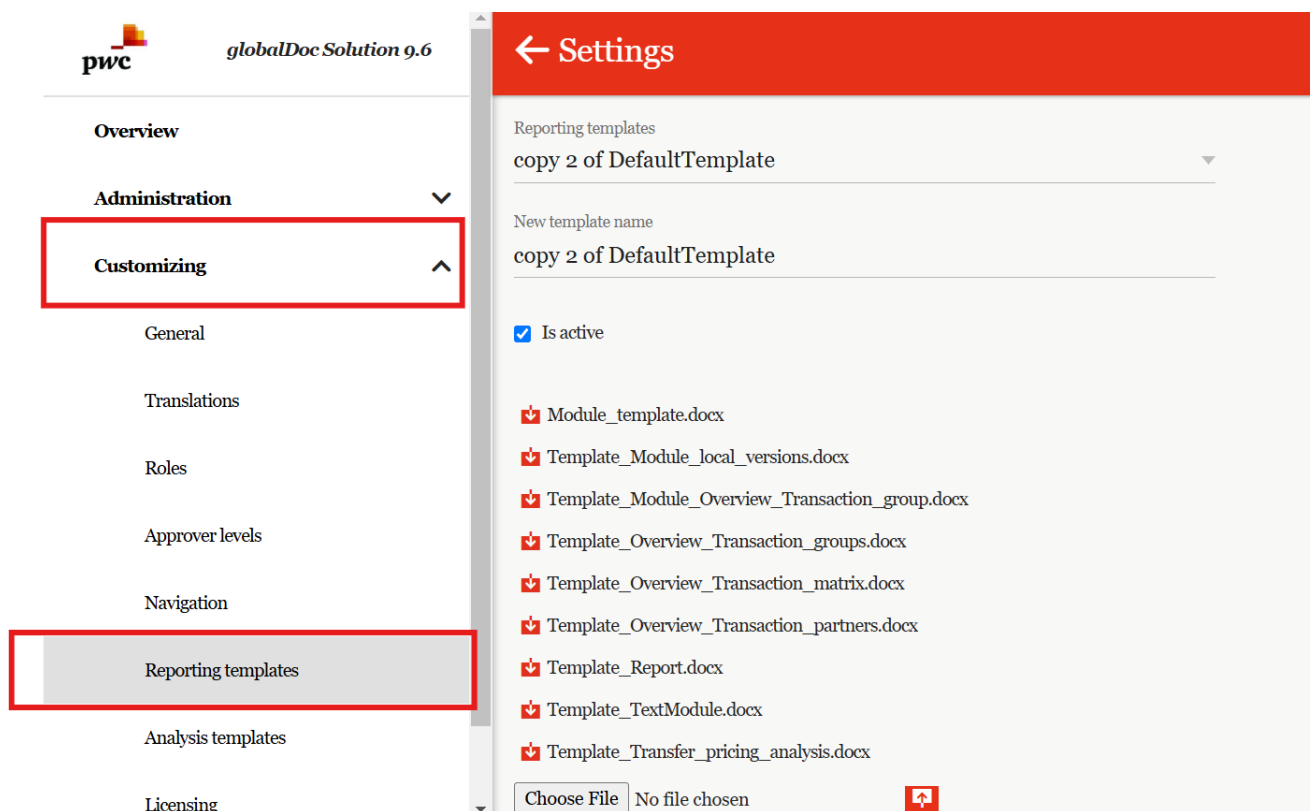 pwc
globalDoc Solution 9.6
Overview
Administration
Customizing
General
Translations
Roles
Approver levels
Navigation
Reporting templates
Analysis templates
Licensing
Settings
Reporting templates
copy 2 of DefaultTemplate
New template name
copy 2 of DefaultTemplate
Is active
Module_template.docx
Template_Module_local_versions.docx
Template_Module_Overview_Transaction_group.docx
Template_Overview_Transaction_groups.docx
Template_Overview_Transaction_matrix.docx
Template_Overview_Transaction_partners.docx
Template_Report.docx
Template_TextModule.docx
Template_Transfer_pricing_analysis.docx
Choose File No file chosen